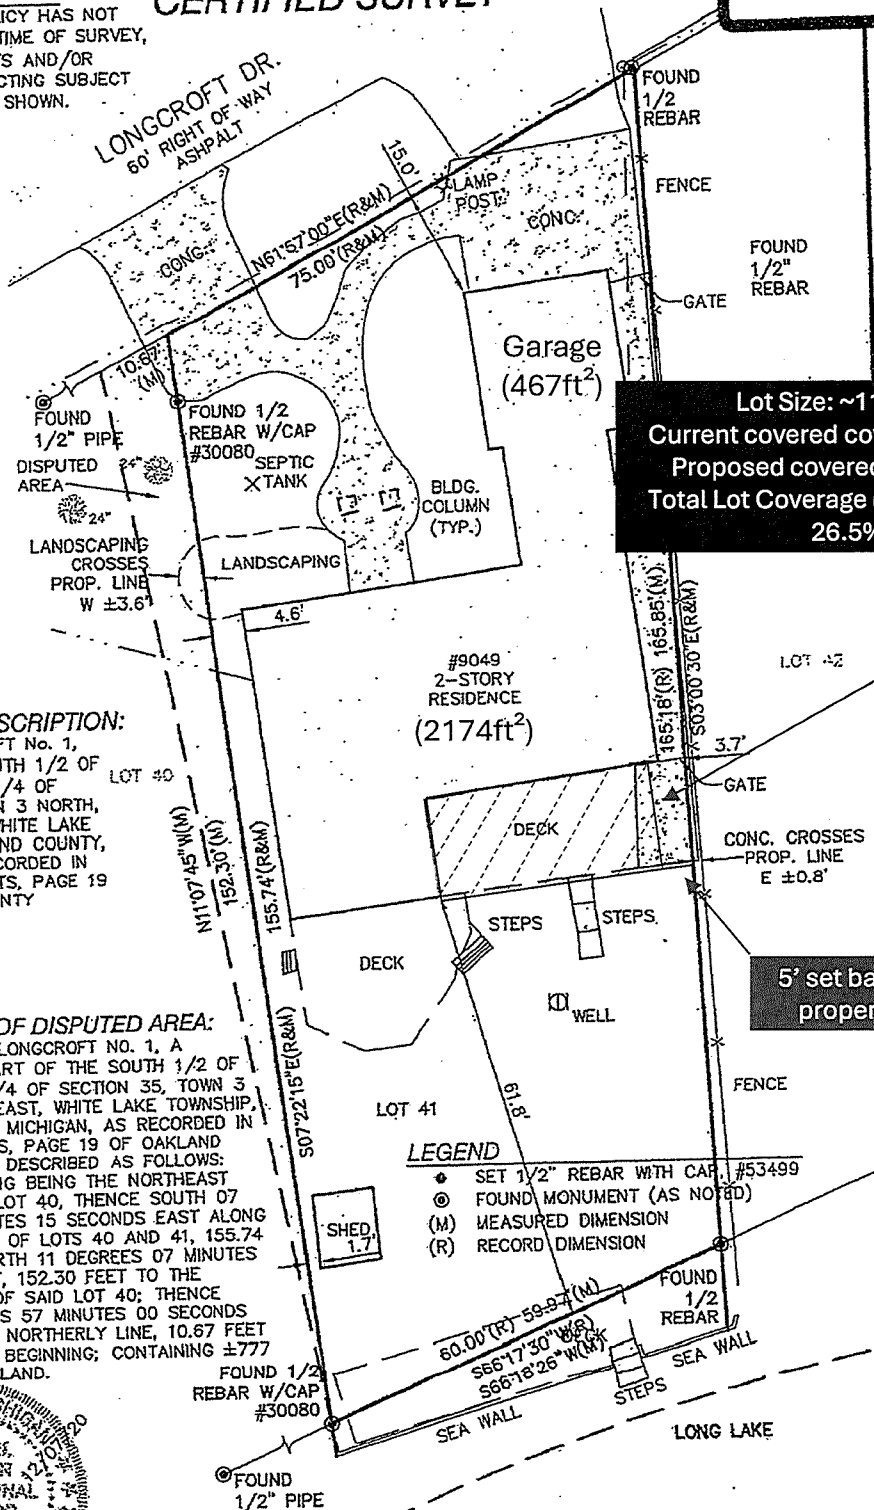 CERTIFIED SURVEY
ICY HAS NOT
TIME OF SURVEY,
TS AND/OR
CTING SUBJECT
SHOWN.
LONGCROFT DR.
60' RIGHT OF WAY
ASHPALT
15.0'
FOUND
1/2
REBAR
LAMP
POST
FENCE
CONC.
CONC.
N61°57'00"E(R&M)
75.00'(R&M)
FOUND
1/2"
REBAR
GATE
10.67'
(M)
Garage
(467ft²)
FOUND
1/2" PIPE
FOUND 1/2
REBAR W/CAP
#30080
Lot Size: ~11
Current covered cov
Proposed covered
Total Lot Coverage
26.5%
DISPUTED
AREA
24"
24"
SEPTIC
TANK
BLDG.
COLUMN
(TYP.)
LANDSCAPING
CROSSES
PROP. LINE
W ±3.6'
LANDSCAPING
4.6'
#9049
2-STORY
RESIDENCE
(2174ft²)
165.18'(R) 165.85(M)
S03°00'30"E(R&M)
LOT 42
3.7'
GATE
SCRIPTION:
FT No. 1,
TH 1/2 OF
1/4 OF
N 3 NORTH,
HITE LAKE
ND COUNTY,
CORDED IN
TS, PAGE 19
NTY
LOT 40
N11°07'45"W(M)
152.30'(M)
155.74'(R&M)
DECK
CONC. CROSSES
PROP. LINE
E ±0.8'
STEPS
STEPS
DECK
WELL
5' set ba
proper
S07°22'15"E(R&M)
OF DISPUTED AREA:
LONGCROFT NO. 1, A
ART OF THE SOUTH 1/2 OF
1/4 OF SECTION 35, TOWN 3
EAST, WHITE LAKE TOWNSHIP,
MICHIGAN, AS RECORDED IN
S, PAGE 19 OF OAKLAND
DESCRIBED AS FOLLOWS:
NG BEING THE NORTHEAST
LOT 40, THENCE SOUTH 07
TES 15 SECONDS EAST ALONG
OF LOTS 40 AND 41, 155.74
RTH 11 DEGREES 07 MINUTES
T, 152.30 FEET TO THE
OF SAID LOT 40; THENCE
S 57 MINUTES 00 SECONDS
NORTHERLY LINE, 10.67 FEET
BEGINNING; CONTAINING ±777
LAND.
LOT 41
61.8'
FENCE
LEGEND
SET 1/2" REBAR WITH CAP, #53499
FOUND MONUMENT (AS NOTED)
(M) MEASURED DIMENSION
(R) RECORD DIMENSION
SHED
1.7'
FOUND
1/2
REBAR
60.00'(R) 59.97(M)
S66°17'30"W(R)
S66°18'26"W(M)
DECK
FOUND 1/2
REBAR W/CAP
#30080
SEA WALL
STEPS
SEA WALL
LONG LAKE
FOUND
1/2" PIPE